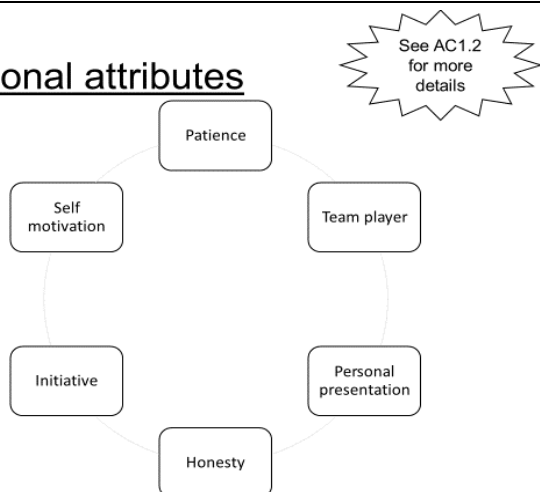 onal attributes
See AC1.2
for more
details
Patience
Team player
Personal
presentation
Honesty
Initiative
Self
motivation